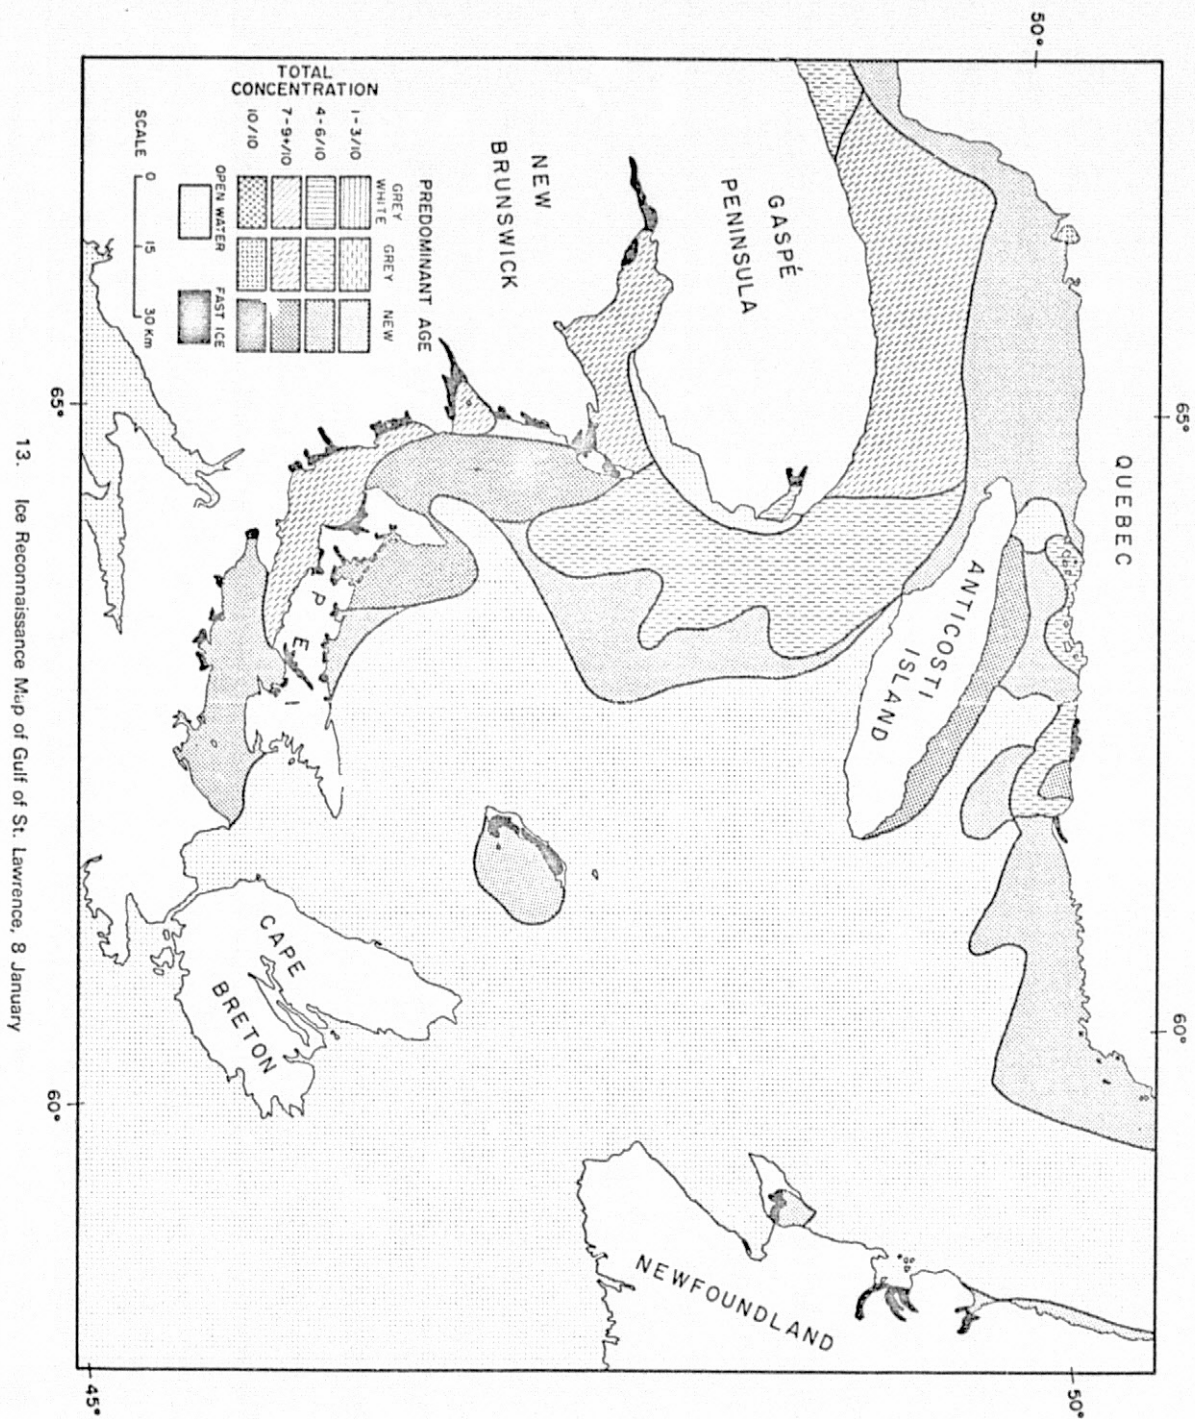 50°
65°
60°
50°
QUEBEC
ANTICOSTI
ISLAND
GASPÉ
PENINSULA
NEW
BRUNSWICK
P
E
I
CAPE
BRETON
NEWFOUNDLAND
PREDOMINANT AGE
GREY
WHITE
GREY
NEW
TOTAL
CONCENTRATION
1-3/10
4-6/10
7-9+/10
10/10
OPEN WATER
FAST ICE
SCALE
0
15
30 Km
65°
60°
45°
13. Ice Reconnaissance Map of Gulf of St. Lawrence, 8 January